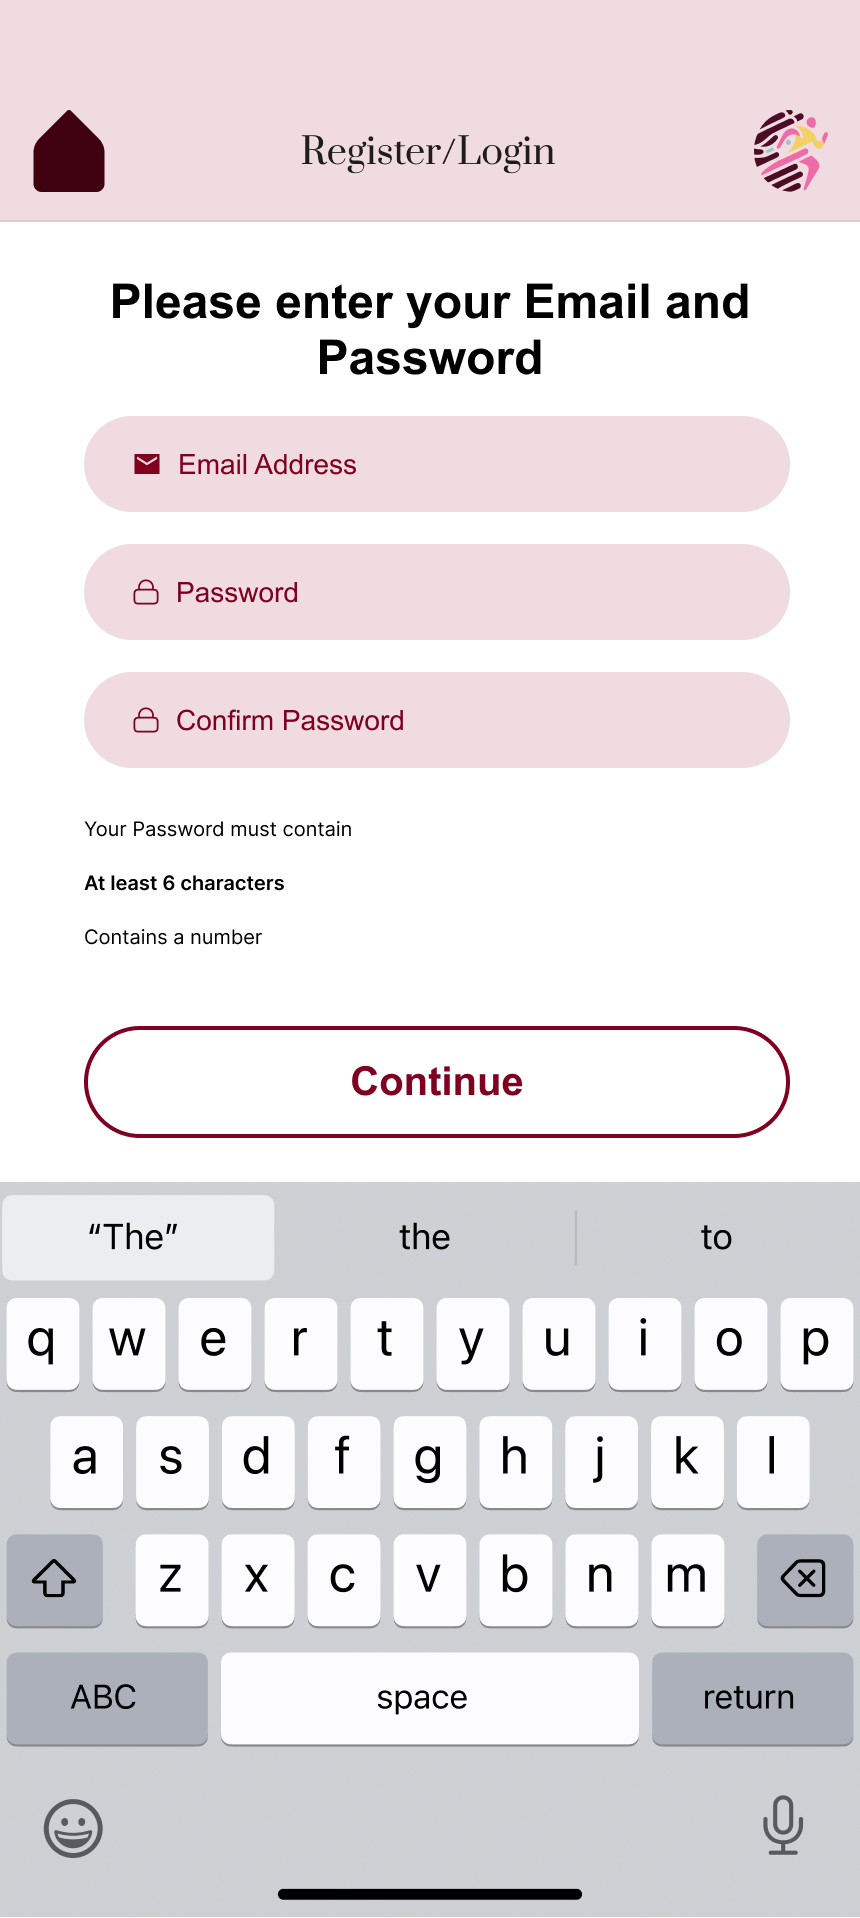 Register/Login
Please enter your Email and
Password
Email Address
Password
Confirm Password
Your Password must contain
At least 6 characters
Contains a number
Continue
“The” the to
q w e r t y u i o p
a s d f g h j k l
z x c v b n m
ABC space return